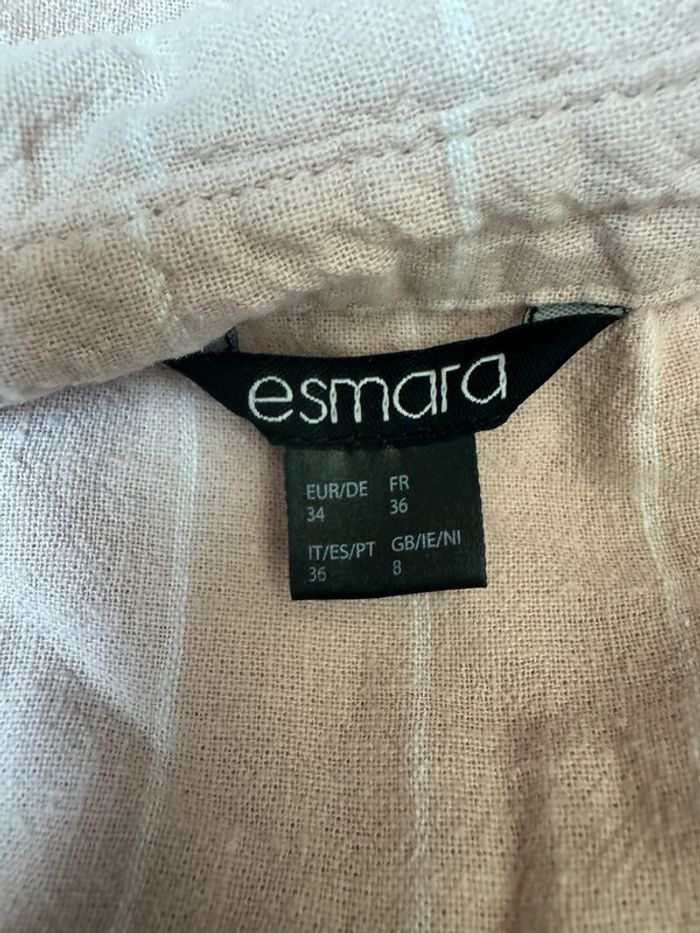 esmara
EUR/DE FR
34 36
IT/ES/PT GB/IE/NI
36 8